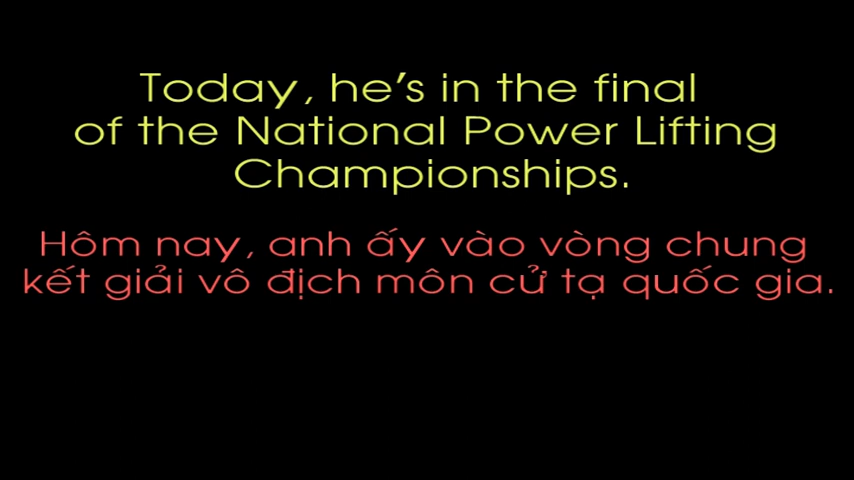 Today, he's in the final
of the National Power Lifting
Championships.
Hôm nay, anh ấy vào vòng chung
kết giải vô địch môn cử tạ quốc gia.